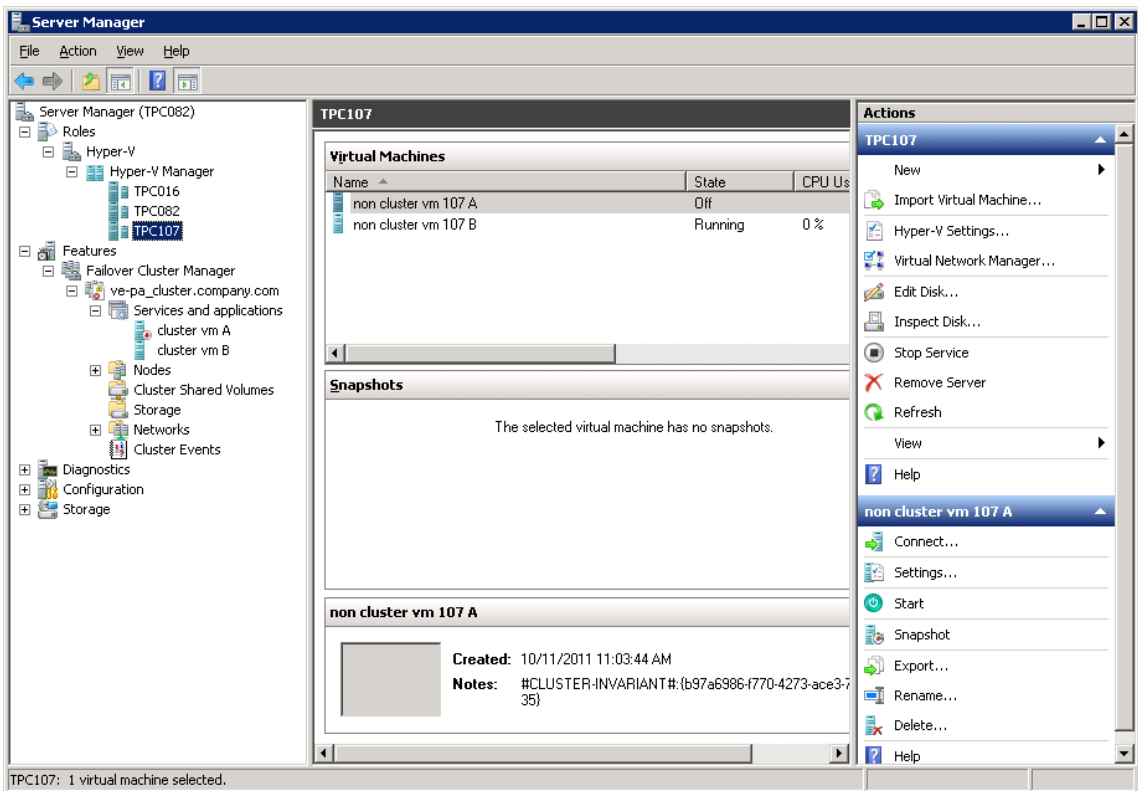 Server Manager
File Action View Help
Server Manager (TPC082)
Roles
Hyper-V
Hyper-V Manager
TPC016
TPC082
TPC107
Features
Failover Cluster Manager
ve-pa_cluster.company.com
Services and applications
cluster vm A
cluster vm B
Nodes
Cluster Shared Volumes
Storage
Networks
Cluster Events
Diagnostics
Configuration
Storage
TPC107
Virtual Machines
Name State CPU Us
non cluster vm 107 A Off
non cluster vm 107 B Running 0 %
Snapshots
The selected virtual machine has no snapshots.
non cluster vm 107 A
Created: 10/11/2011 11:03:44 AM
Notes: #CLUSTER-INVARIANT#:{b97a6986-f770-4273-ace3-7
35}
Actions
TPC107
New
Import Virtual Machine...
Hyper-V Settings...
Virtual Network Manager...
Edit Disk...
Inspect Disk...
Stop Service
Remove Server
Refresh
View
Help
non cluster vm 107 A
Connect...
Settings...
Start
Snapshot
Export...
Rename...
Delete...
Help
TPC107: 1 virtual machine selected.